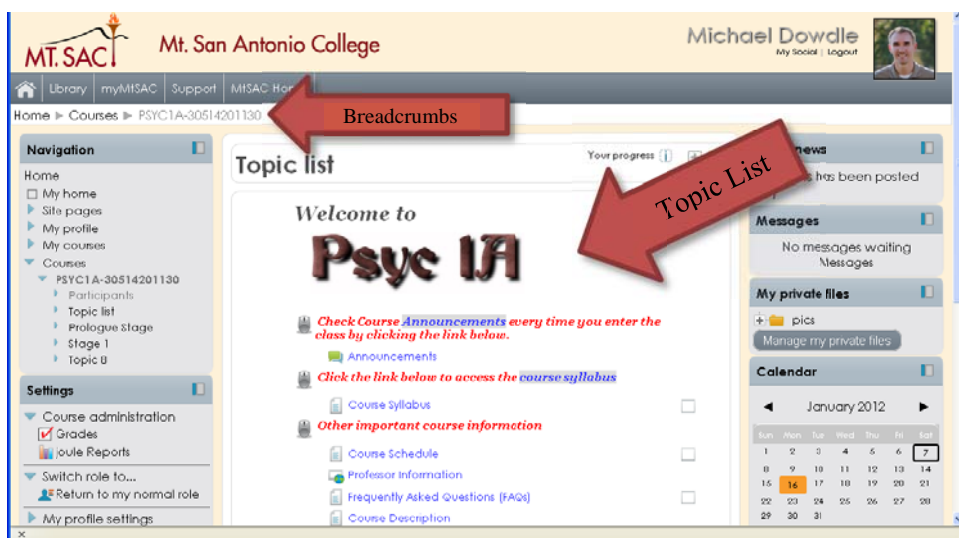 MT. SAC
Mt. San Antonio College
Michael Dowdle
My Social | Logout
Library myMtSAC Support MtSAC Ho
Home Courses PSYC1A-30514201130
Breadcrumbs
Navigation
Home
My home
Site pages
My profile
My courses
Courses
PSYC1A-30514201130
Participants
Topic list
Prologue Stage
Stage 1
Topic 8
Settings
Course administration
Grades
joule Reports
Switch role to...
Return to my normal role
My profile settings
Topic list
Your progress
Topic List
Welcome to
Psyc 1A
Check Course Announcements every time you enter the
class by clicking the link below.
Announcements
Click the link below to access the course syllabus
Course Syllabus
Other important course information
Course Schedule
Professor Information
Frequently Asked Questions (FAQs)
Course Description
news
has been posted
Messages
No messages waiting
Messages
My private files
pics
Manage my private files
Calendar
January 2012
Sun Mon Tue Wed Thu Fri Sat
1 2 3 4 5 6 7
8 9 10 11 12 13 14
15 16 17 18 19 20 21
22 23 24 25 26 27 28
29 30 31